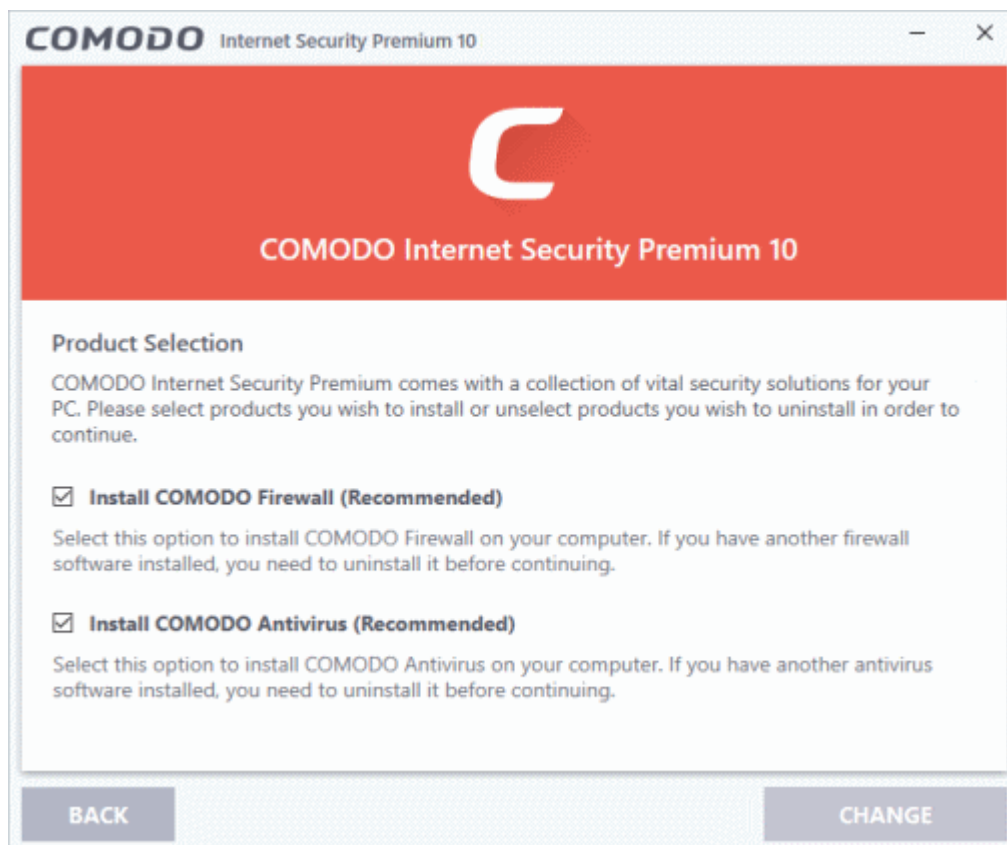 COMODO Internet Security Premium 10
COMODO Internet Security Premium 10
Product Selection
COMODO Internet Security Premium comes with a collection of vital security solutions for your
PC. Please select products you wish to install or unselect products you wish to uninstall in order to
continue.
Install COMODO Firewall (Recommended)
Select this option to install COMODO Firewall on your computer. If you have another firewall
software installed, you need to uninstall it before continuing.
Install COMODO Antivirus (Recommended)
Select this option to install COMODO Antivirus on your computer. If you have another antivirus
software installed, you need to uninstall it before continuing.
BACK
CHANGE